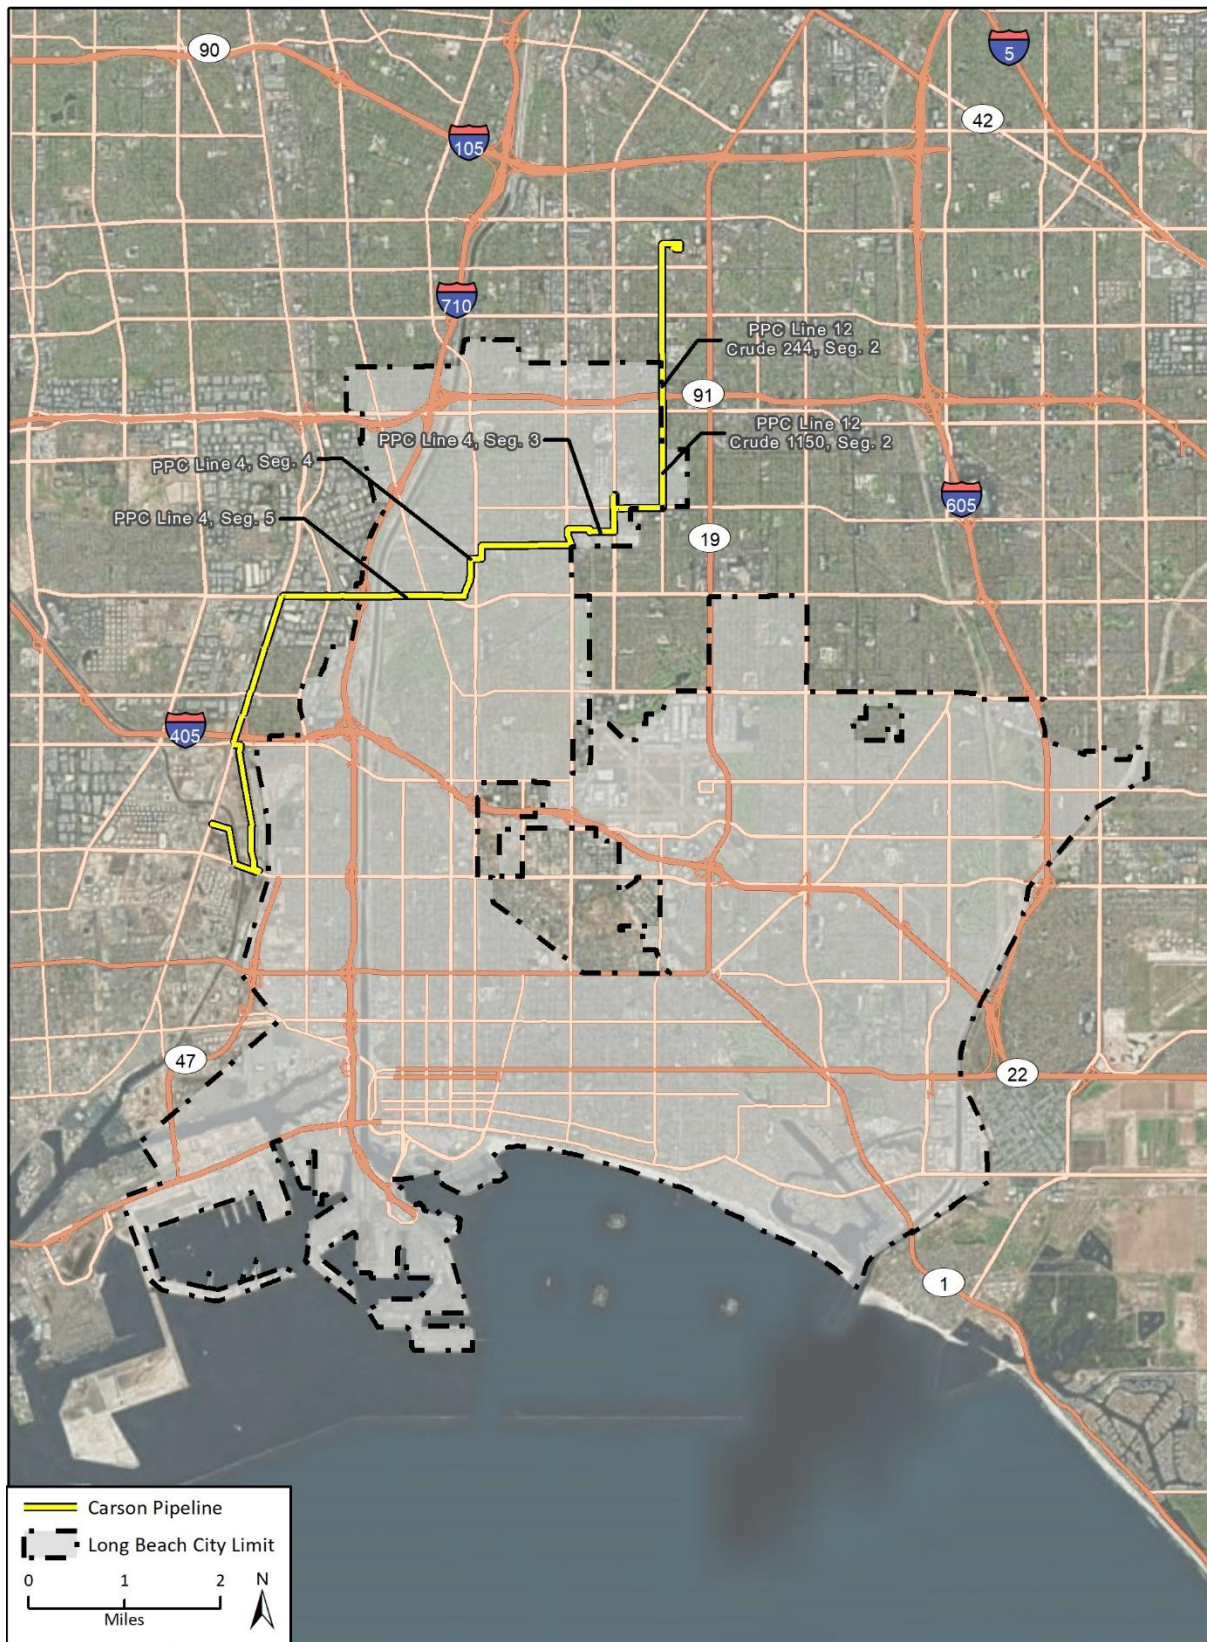 90
5
42
105
710
PPC Line 12
Crude 244, Seg. 2
91
PPC Line 4, Seg. 3
PPC Line 12
Crude 1150, Seg. 2
PPC Line 4, Seg. 4
605
PPC Line 4, Seg. 5
19
405
47
22
1
Carson Pipeline
Long Beach City Limit
0 1 2
Miles
N